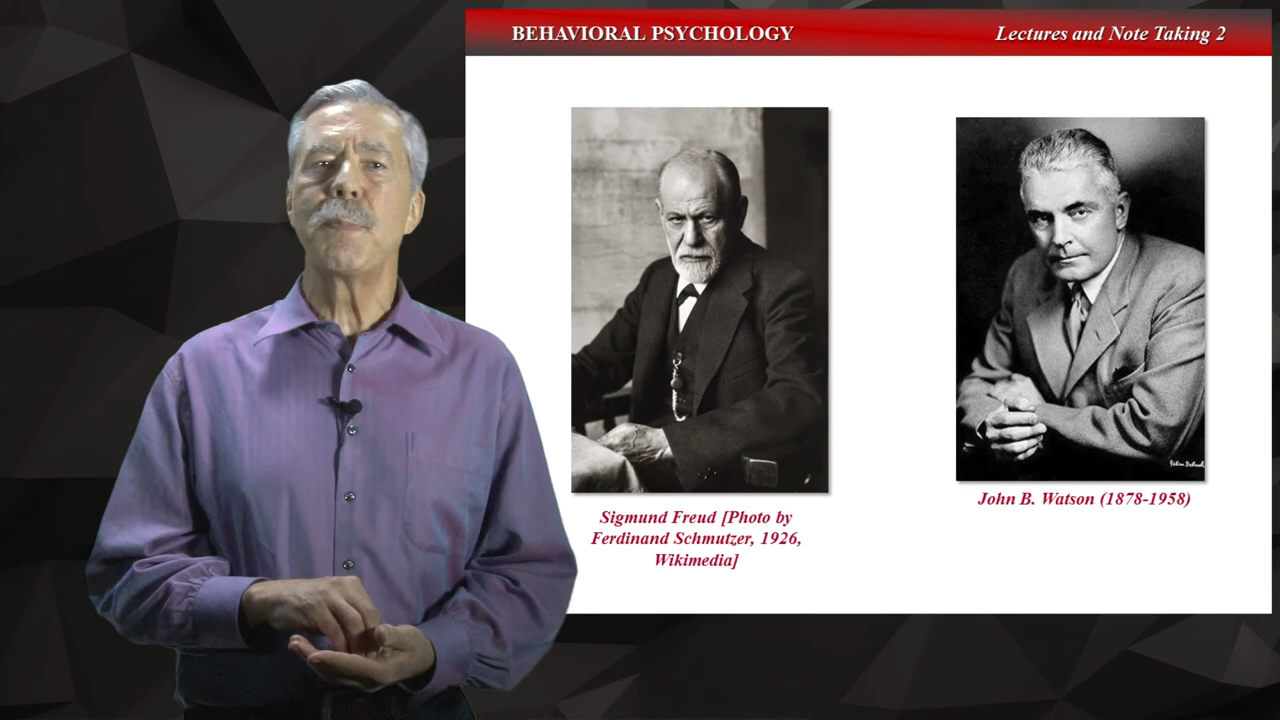 BEHAVIORAL PSYCHOLOGY
Lectures and Note Taking 2
Sigmund Freud [Photo by
Ferdinand Schmutzer, 1926,
Wikimedia]
John B. Watson (1878-1958)